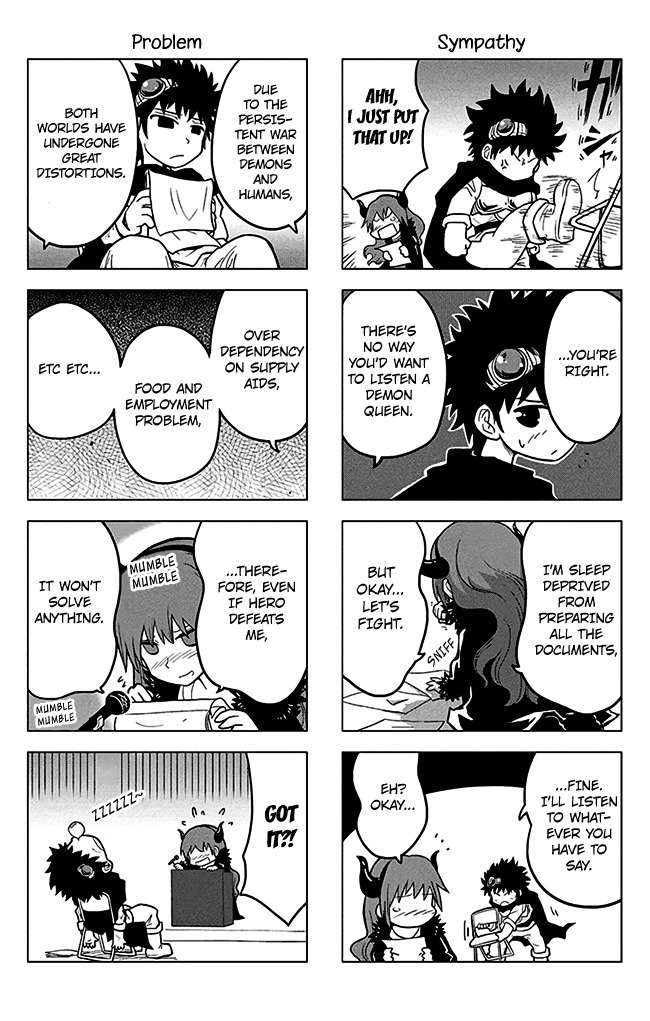 Sympathy
AHH,
I JUST PUT
THAT UP!
...YOU'RE
RIGHT.
THERE'S
NO WAY
YOU'D WANT
TO LISTEN A
DEMON
QUEEN.
I'M SLEEP
DEPRIVED
FROM
PREPARING
ALL THE
DOCUMENTS,
BUT
OKAY...
LET'S
FIGHT.
SNIFF
...FINE.
I'LL LISTEN
TO WHAT-
EVER YOU
HAVE TO
SAY.
EH?
OKAY...
Problem
DUE
TO THE
PERSIS-
TENT WAR
BETWEEN
DEMONS
AND
HUMANS,
BOTH
WORLDS HAVE
UNDERGONE
GREAT
DISTORTIONS.
OVER
DEPENDENCY
ON SUPPLY
AIDS,
FOOD AND
EMPLOYMENT
PROBLEM,
ETC ETC...
...THERE-
FORE, EVEN
IF HERO
DEFEATS
ME,
MUMBLE
MUMBLE
IT WON'T
SOLVE
ANYTHING.
MUMBLE
MUMBLE
GOT
IT?!
ZZZZZZ~